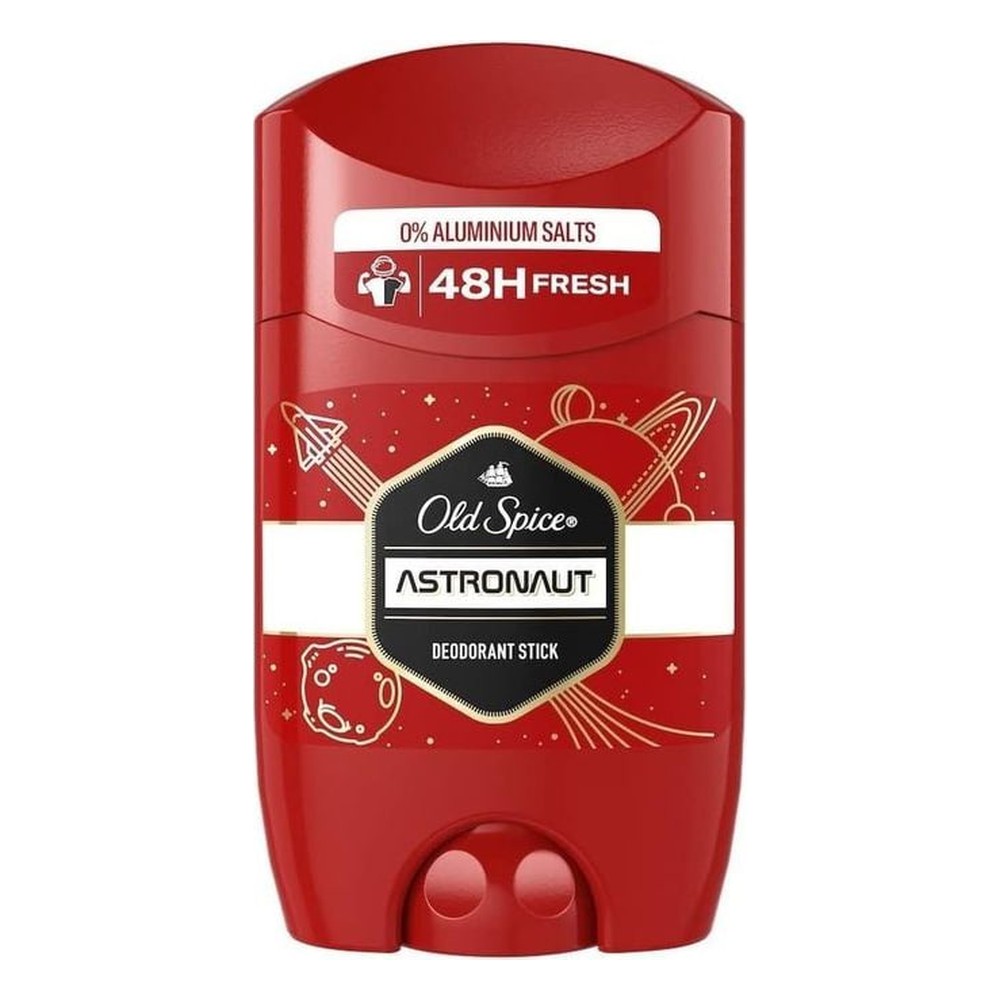 0% ALUMINIUM SALTS
48H FRESH
Old Spice®
ASTRONAUT
DEODORANT STICK